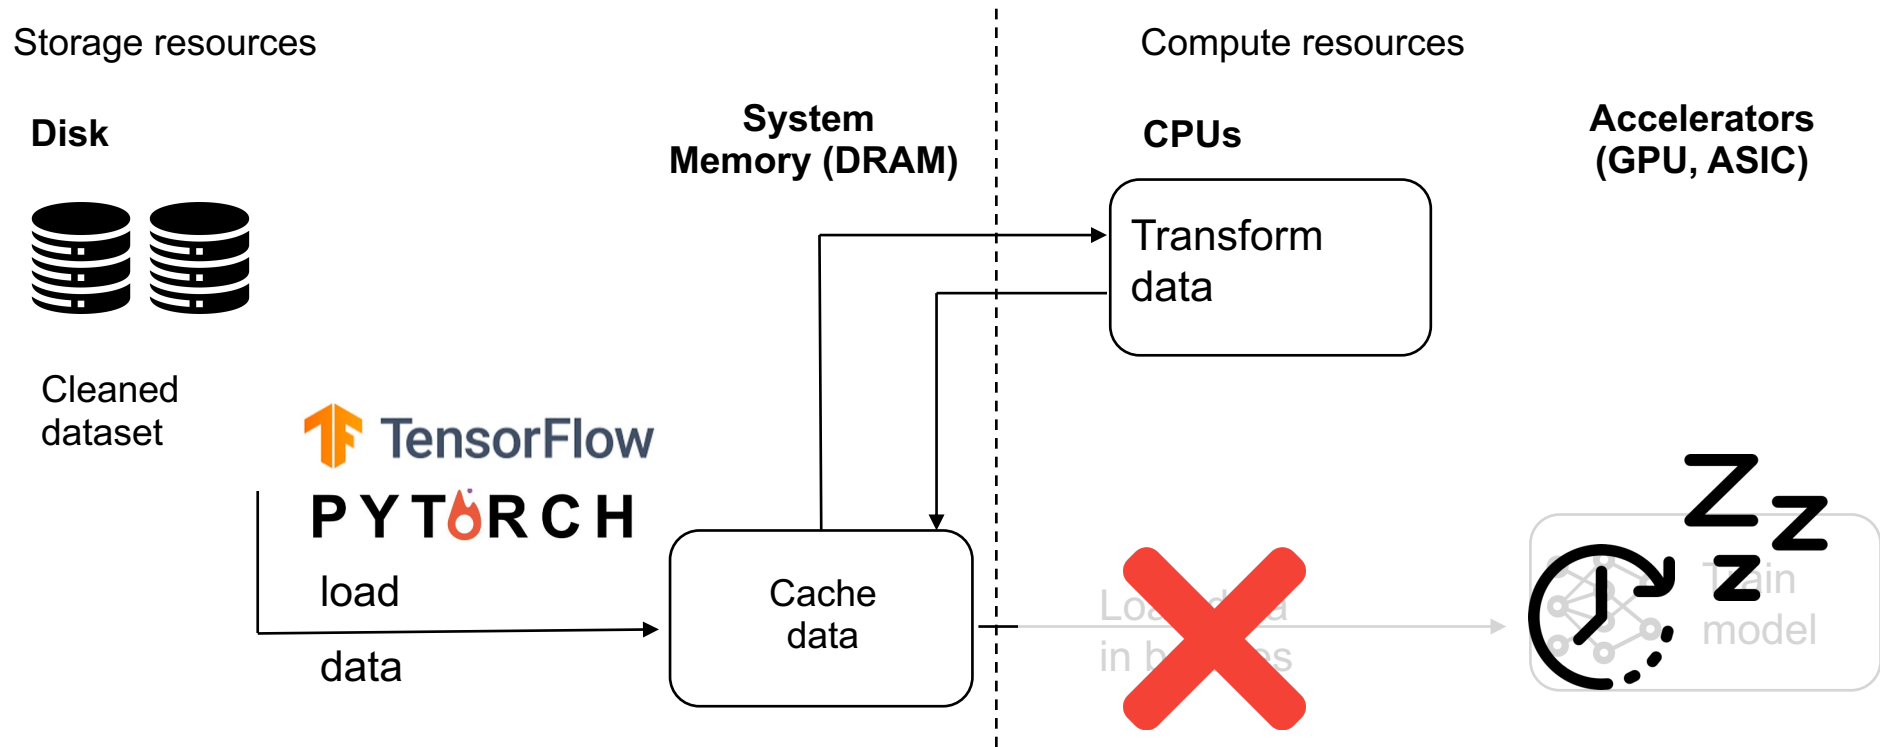 Storage resources
Compute resources
Disk
System
Memory (DRAM)
CPUs
Accelerators
(GPU, ASIC)
Transform
data
Cleaned
dataset
TensorFlow
PYTORCH
load
data
Cache
data
in
model
Z
Z
Z